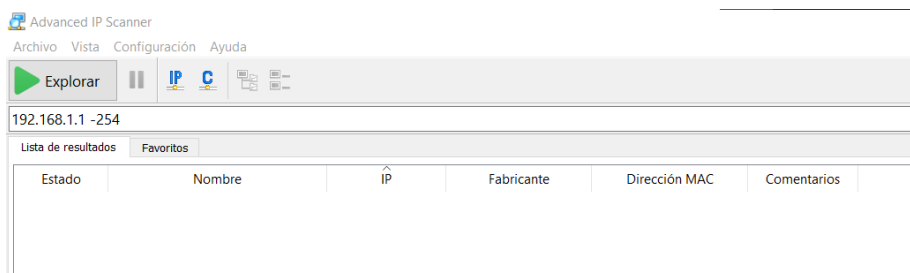 Advanced IP Scanner
Archivo Vista Configuración Ayuda
Explorar IP C
192.168.1.1 -254
Lista de resultados Favoritos
Estado Nombre IP Fabricante Dirección MAC Comentarios